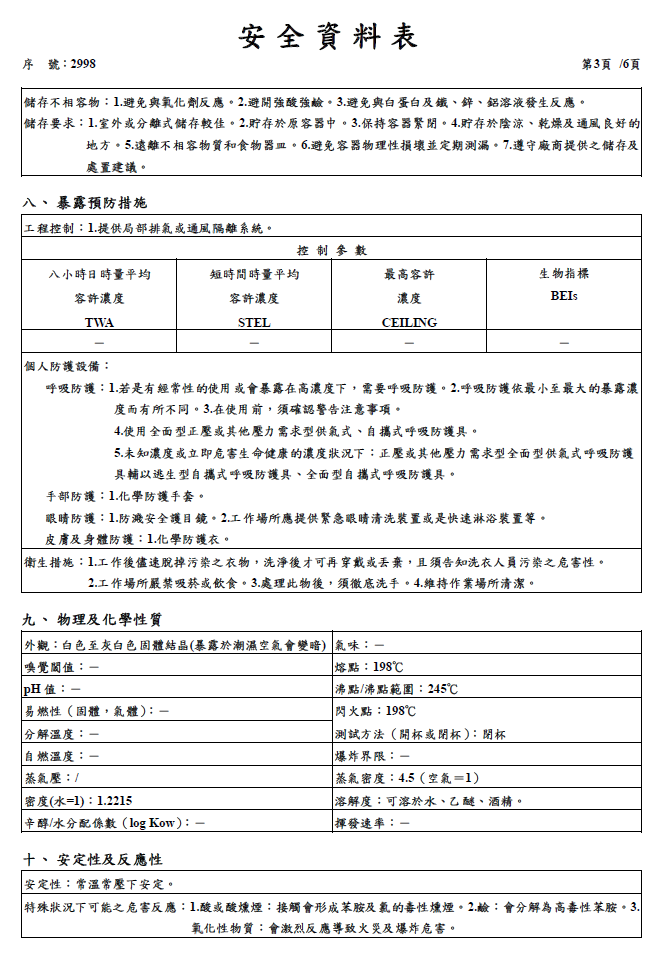 安全資料表
序　號：2998 第3頁 /6頁
儲存不相容物：1.避免與氧化劑反應。2.避開強酸強鹼。3.避免與白蛋白及鐵、鋅、鋁溶液發生反應。
儲存要求：1.室外或分離式儲存較佳。2.貯存於原容器中。3.保持容器緊閉。4.貯存於陰涼、乾燥及通風良好的
地方。5.遠離不相容物質和食物器皿。6.避免容器物理性損壞並定期測漏。7.遵守廠商提供之儲存及
處置建議。
八、 暴露預防措施
工程控制：1.提供局部排氣或通風隔離系統。
控 制 參 數
八小時日時量平均 短時間時量平均 最高容許 生物指標
容許濃度 容許濃度 濃度 BEIs
TWA STEL CEILING
－ － － －
個人防護設備：
呼吸防護：1.若是有經常性的使用或會暴露在高濃度下，需要呼吸防護。2.呼吸防護依最小至最大的暴露濃
度而有所不同。3.在使用前，須確認警告注意事項。
4.使用全面型正壓或其他壓力需求型供氣式、自攜式呼吸防護具。
5.未知濃度或立即危害生命健康的濃度狀況下：正壓或其他壓力需求型全面型供氣式呼吸防護
具輔以逃生型自攜式呼吸防護具、全面型自攜式呼吸防護具。
手部防護：1.化學防護手套。
眼睛防護：1.防濺安全護目鏡。2.工作場所應提供緊急眼睛清洗裝置或是快速淋浴裝置等。
皮膚及身體防護：1.化學防護衣。
衛生措施：1.工作後儘速脫掉污染之衣物，洗淨後才可再穿戴或丟棄，且須告知洗衣人員污染之危害性。
2.工作場所嚴禁吸菸或飲食。3.處理此物後，須徹底洗手。4.維持作業場所清潔。
九、 物理及化學性質
外觀：白色至灰白色固體結晶(暴露於潮濕空氣會變暗) 氣味：－
嗅覺閾值：－ 熔點：198℃
pH 值：－ 沸點/沸點範圍：245℃
易燃性（固體，氣體）：－ 閃火點：198℃
分解溫度：－ 測試方法（開杯或閉杯）：閉杯
自燃溫度：－ 爆炸界限：－
蒸氣壓：/ 蒸氣密度：4.5（空氣＝1）
密度(水=1)：1.2215 溶解度：可溶於水、乙醚、酒精。
辛醇/水分配係數（log Kow）：－ 揮發速率：－
十、 安定性及反應性
安定性：常溫常壓下安定。
特殊狀況下可能之危害反應：1.酸或酸燻煙：接觸會形成苯胺及氯的毒性燻煙。2.鹼：會分解為高毒性苯胺。3.
氧化性物質：會激烈反應導致火災及爆炸危害。